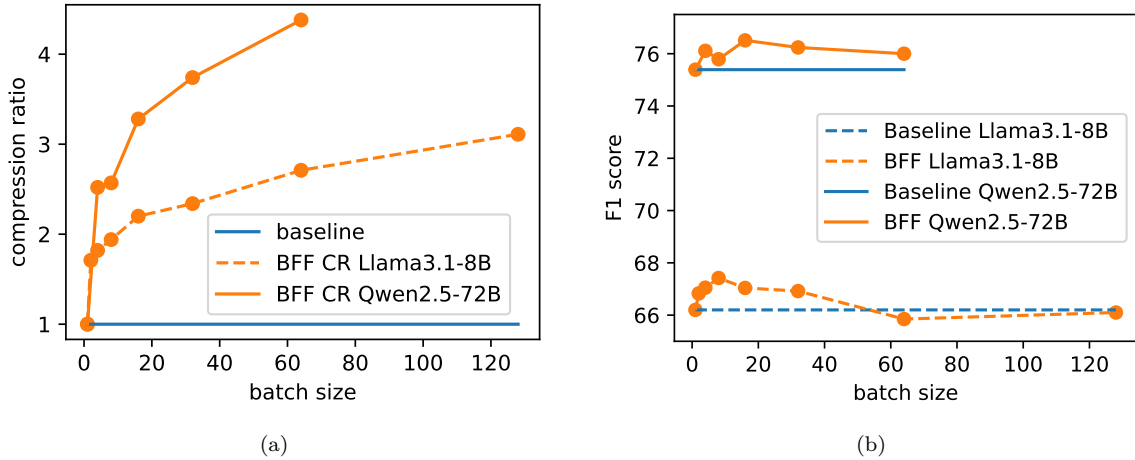 4
3
2
1
compression ratio
0
20
40
60
80
100
120
batch size
baseline
BFF CR Llama3.1-8B
BFF CR Qwen2.5-72B
(a)
76
74
72
70
68
66
F1 score
0
20
40
60
80
100
120
batch size
Baseline Llama3.1-8B
BFF Llama3.1-8B
Baseline Qwen2.5-72B
BFF Qwen2.5-72B
(b)